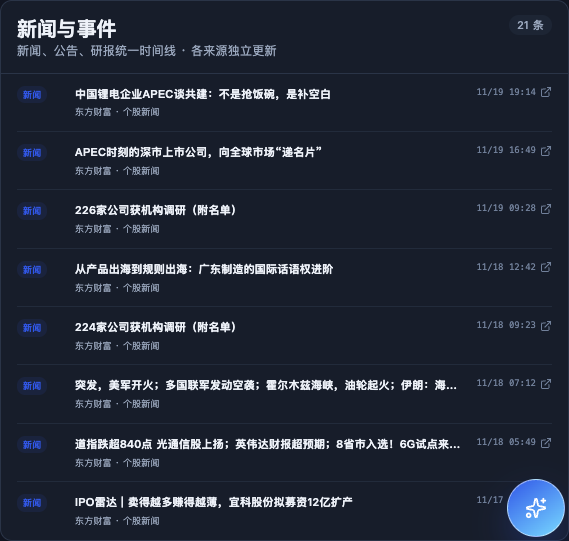 新闻与事件
21 条
新闻、公告、研报统一时间线 · 各来源独立更新
新闻
中国锂电企业APEC谈共建：不是抢饭碗，是补空白
11/19 19:14
东方财富 · 个股新闻
新闻
APEC时刻的深市上市公司，向全球市场“递名片”
11/19 16:49
东方财富 · 个股新闻
新闻
226家公司获机构调研（附名单）
11/19 09:28
东方财富 · 个股新闻
新闻
从产品出海到规则出海：广东制造的国际话语权进阶
11/18 12:42
东方财富 · 个股新闻
新闻
224家公司获机构调研（附名单）
11/18 09:23
东方财富 · 个股新闻
新闻
突发，美军开火；多国联军发动空袭；霍尔木兹海峡，油轮起火；伊朗：海...
11/18 07:12
东方财富 · 个股新闻
新闻
道指跌超840点 光通信股上扬；英伟达财报超预期；8省市入选！6G试点来...
11/18 05:49
东方财富 · 个股新闻
新闻
IPO雷达｜卖得越多赚得越薄，宜科股份拟募资12亿扩产
11/17
东方财富 · 个股新闻